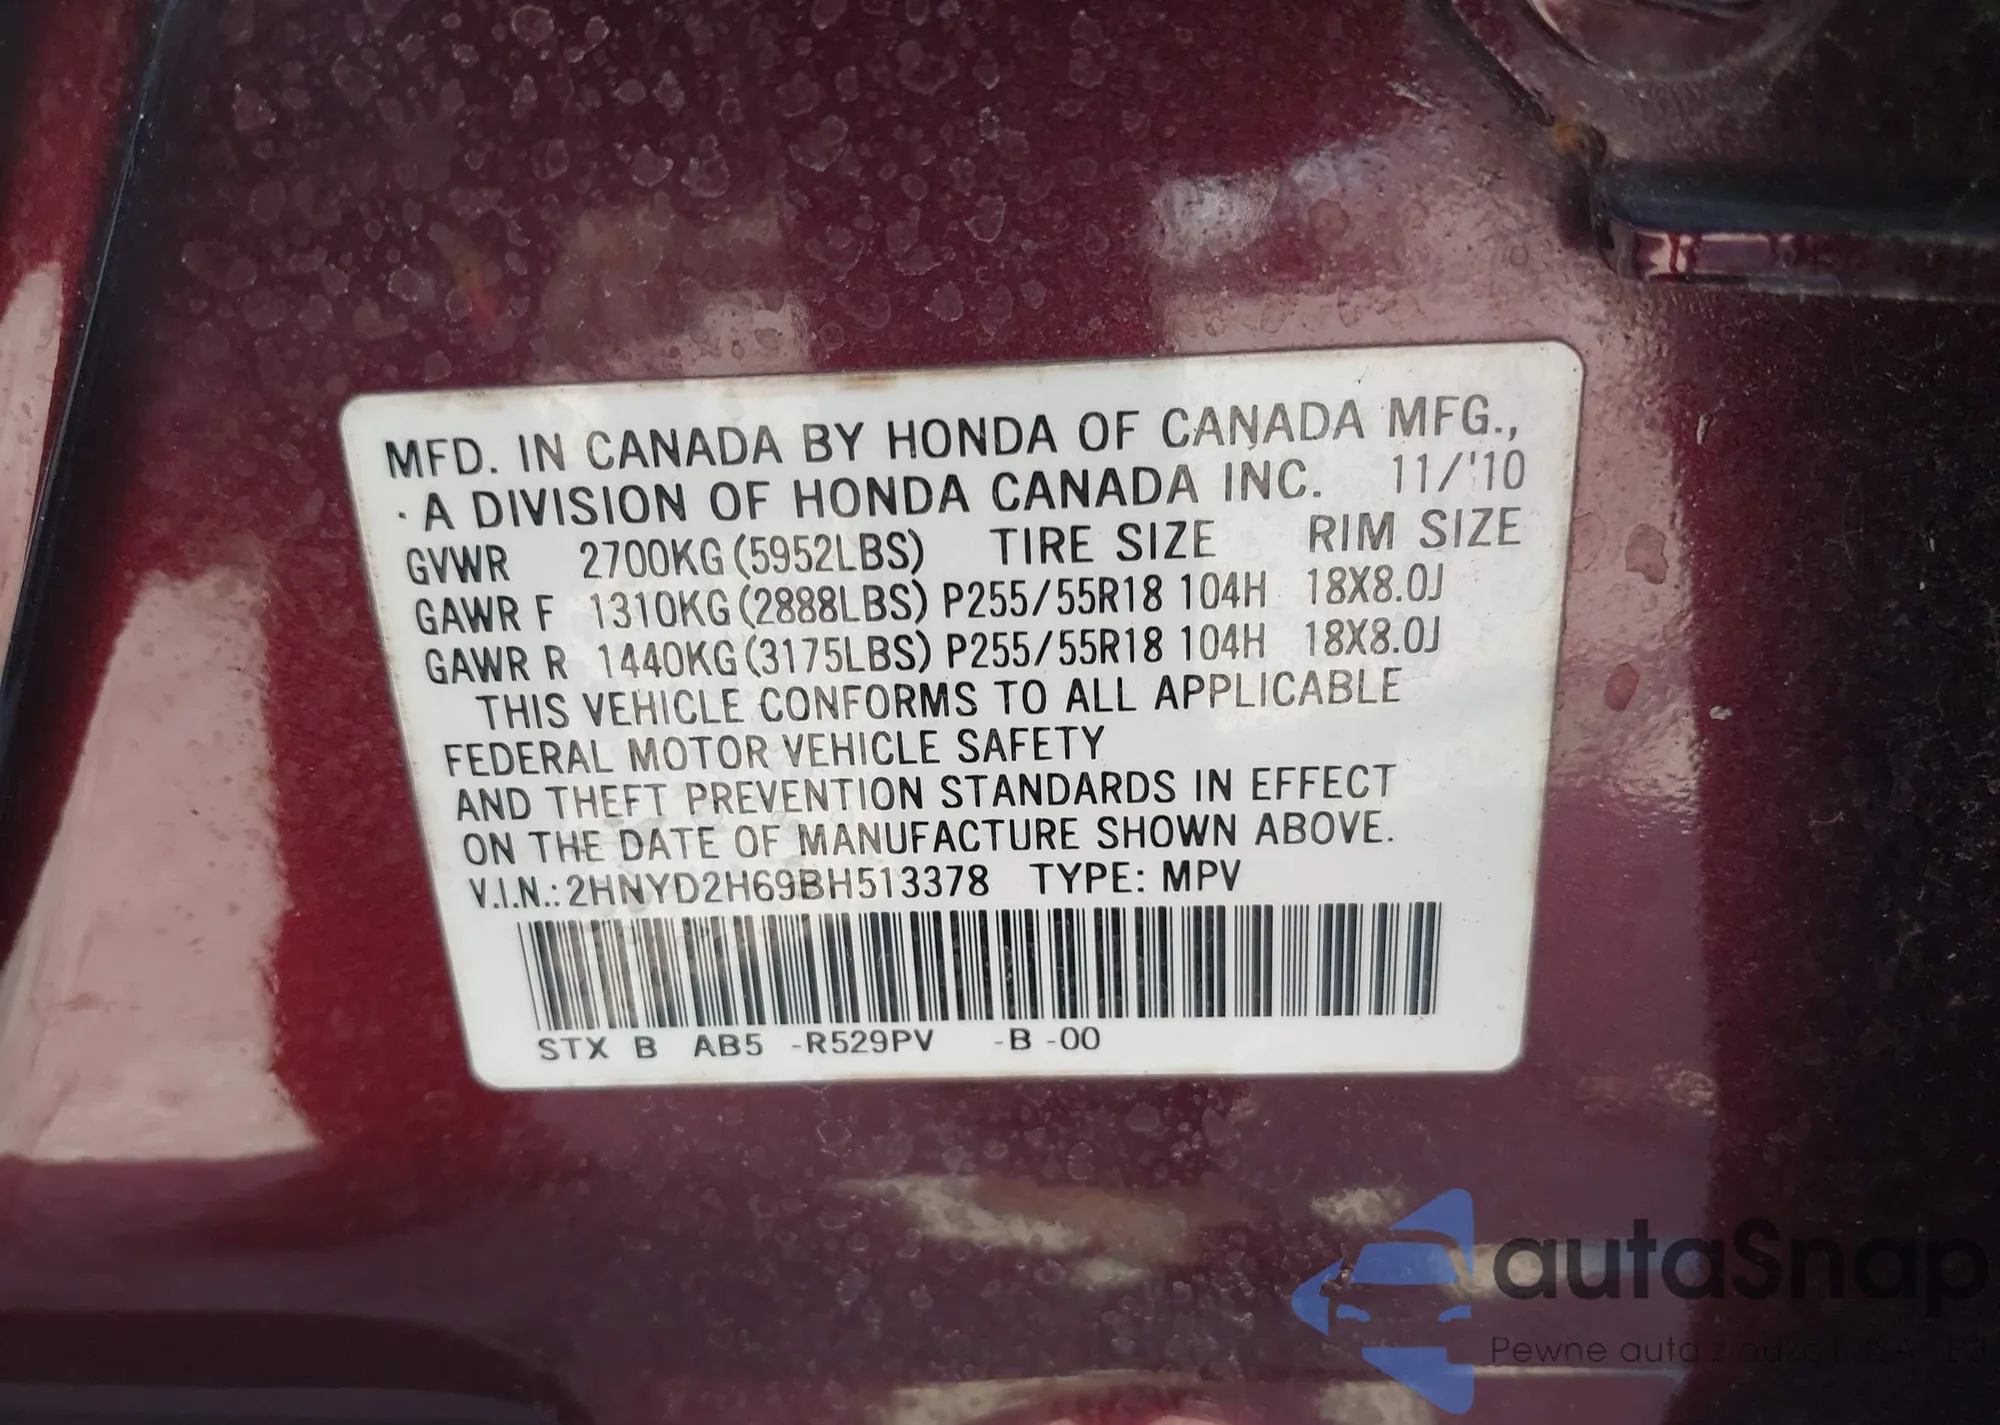 MFD. IN CANADA BY HONDA OF CANADA MFG.,
A DIVISION OF HONDA CANADA INC. 11/'10
GVWR 2700KG (5952LBS) TIRE SIZE RIM SIZE
GAWR F 1310KG (2888LBS) P255/55R18 104H 18X8.0J
GAWR R 1440KG (3175LBS) P255/55R18 104H 18X8.0J
THIS VEHICLE CONFORMS TO ALL APPLICABLE
FEDERAL MOTOR VEHICLE SAFETY
AND THEFT PREVENTION STANDARDS IN EFFECT
ON THE DATE OF MANUFACTURE SHOWN ABOVE.
V.I.N.: 2HNYD2H69BH513378 TYPE: MPV
STX B AB5 -R529PV -B -00
autaSnap
Pewne auta z